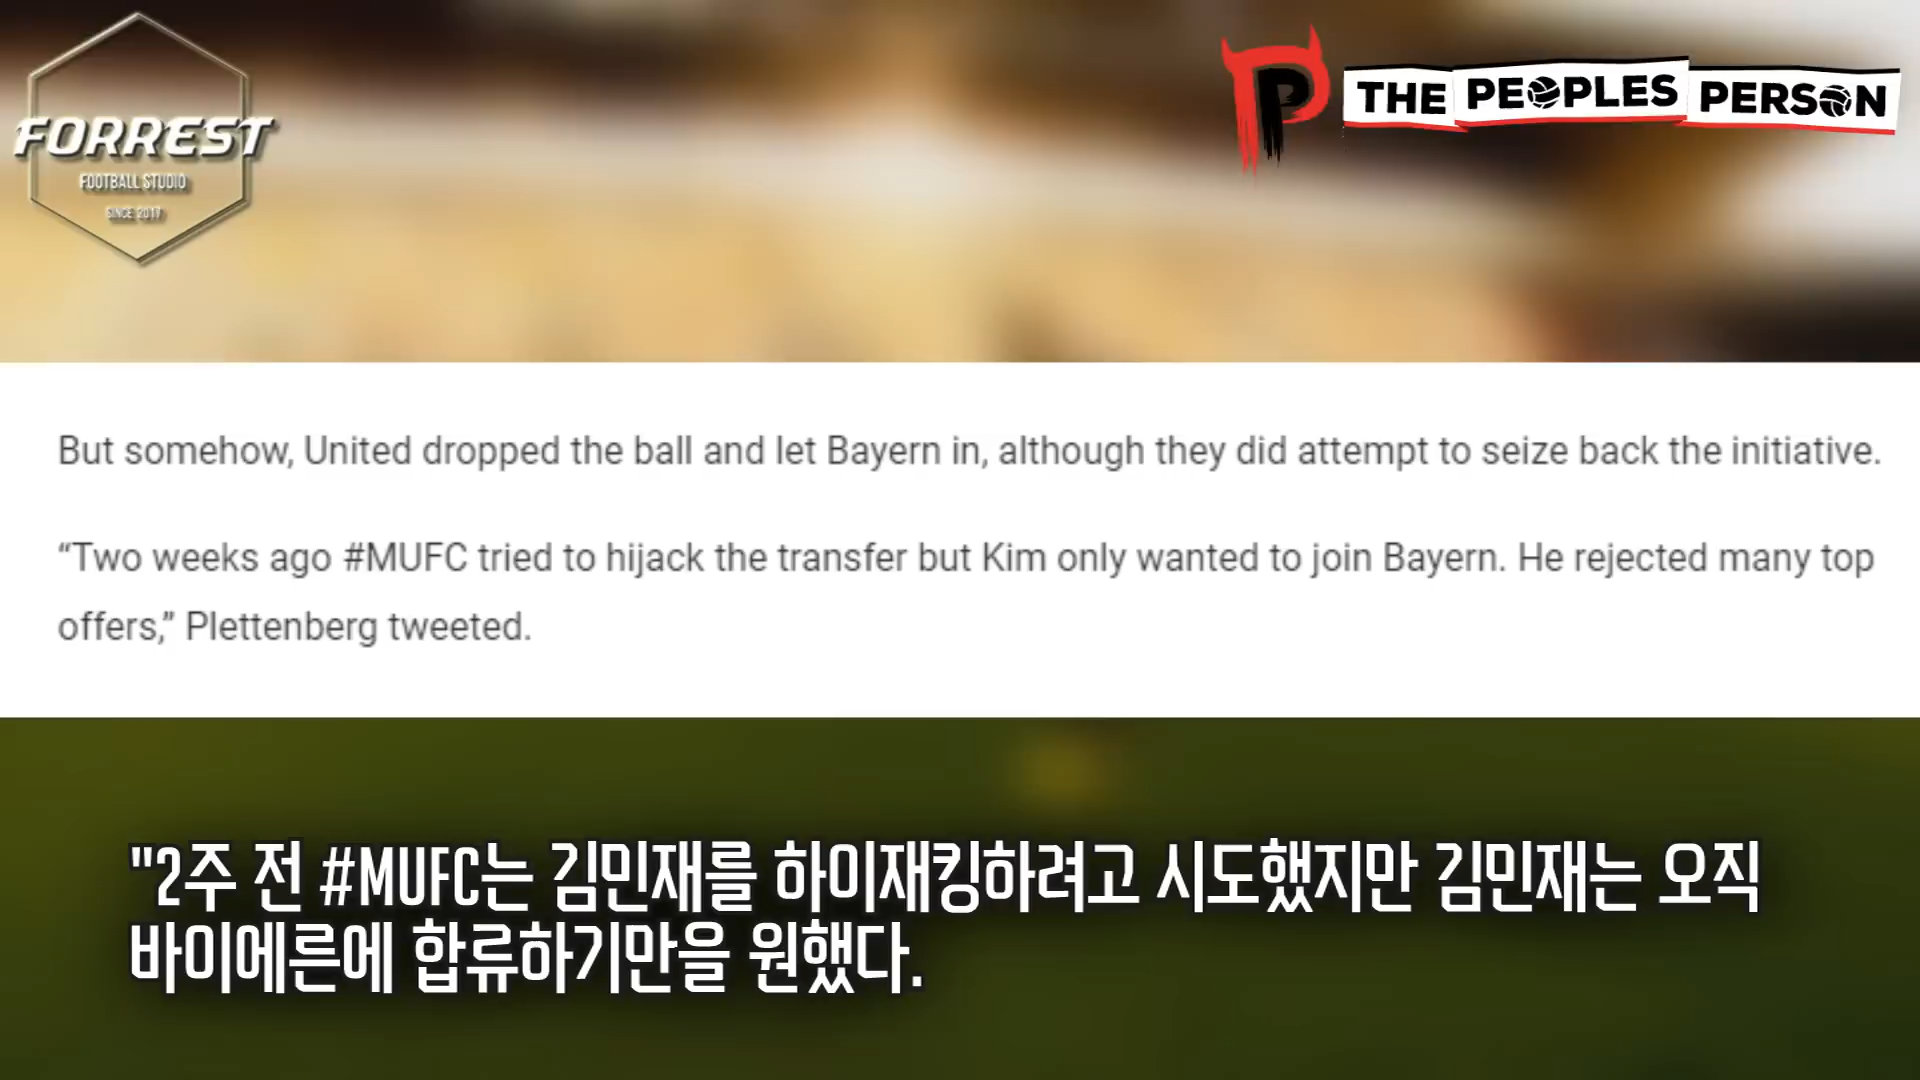 FORREST
FOOTBALL STUDIO
SINCE 2017
P THE PEOPLES PERSON
But somehow, United dropped the ball and let Bayern in, although they did attempt to seize back the initiative.
“Two weeks ago #MUFC tried to hijack the transfer but Kim only wanted to join Bayern. He rejected many top
offers,” Plettenberg tweeted.
"2주 전 #MUFC는 김민재를 하이재킹하려고 시도했지만 김민재는 오직
바이에른에 합류하기만을 원했다.